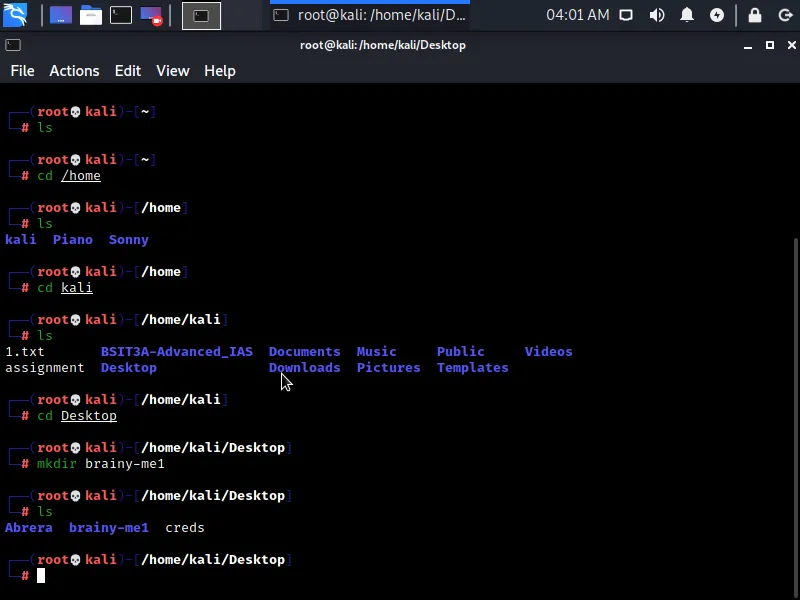 root@kali: /home/kali/D... 04:01 AM
root@kali: /home/kali/Desktop
File Actions Edit View Help
┌──(root💀kali)-[~]
└─# ls
┌──(root💀kali)-[~]
└─# cd /home
┌──(root💀kali)-[/home]
└─# ls
kali Piano Sonny
┌──(root💀kali)-[/home]
└─# cd kali
┌──(root💀kali)-[/home/kali]
└─# ls
1.txt BSIT3A-Advanced_IAS Documents Music Public Videos
assignment Desktop Downloads Pictures Templates
┌──(root💀kali)-[/home/kali]
└─# cd Desktop
┌──(root💀kali)-[/home/kali/Desktop]
└─# mkdir brainy-me1
┌──(root💀kali)-[/home/kali/Desktop]
└─# ls
Abrera brainy-me1 creds
┌──(root💀kali)-[/home/kali/Desktop]
└─#